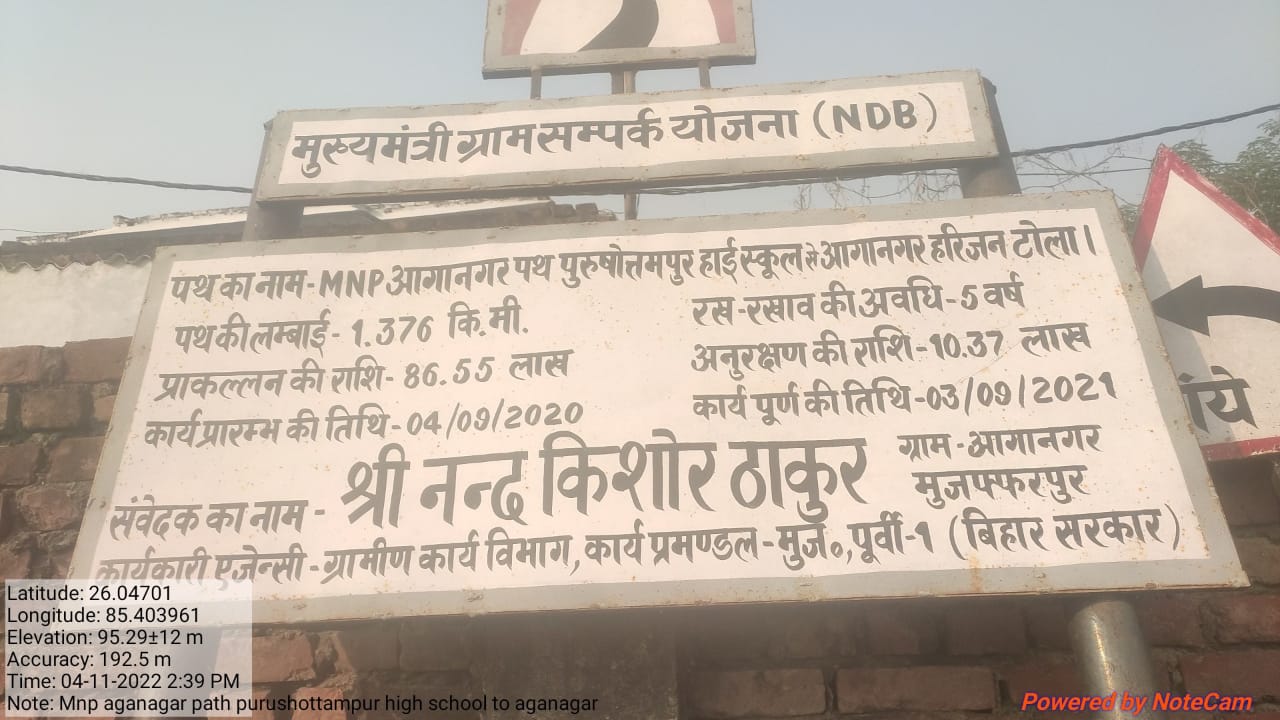 मुख्यमंत्री ग्राम सम्पर्क योजना (NDB)
पथ का नाम - MNP आगानगर पथ पुरुषोत्तमपुर हाई स्कूल से आगानगर हरिजन टोला।
पथ की लम्बाई - 1.376 कि.मी. रख-रखाव की अवधि - 5 वर्ष
प्राकल्लन की राशि - 86.55 लाख अनुरक्षण की राशि - 10.37 लाख
कार्य प्रारम्भ की तिथि - 04/09/2020 कार्य पूर्ण की तिथि - 03/09/2021
संवेदक का नाम - श्री नन्द किशोर ठाकुर ग्राम - आगानगर
मुजफ्फरपुर
कार्यकारी एजेन्सी - ग्रामीण कार्य विभाग, कार्य प्रमण्डल - मुज॰, पूर्वी-1 (बिहार सरकार)
Latitude: 26.04701
Longitude: 85.403961
Elevation: 95.29±12 m
Accuracy: 192.5 m
Time: 04-11-2022 2:39 PM
Note: Mnp aganagar path purushottampur high school to aganagar
Powered by NoteCam